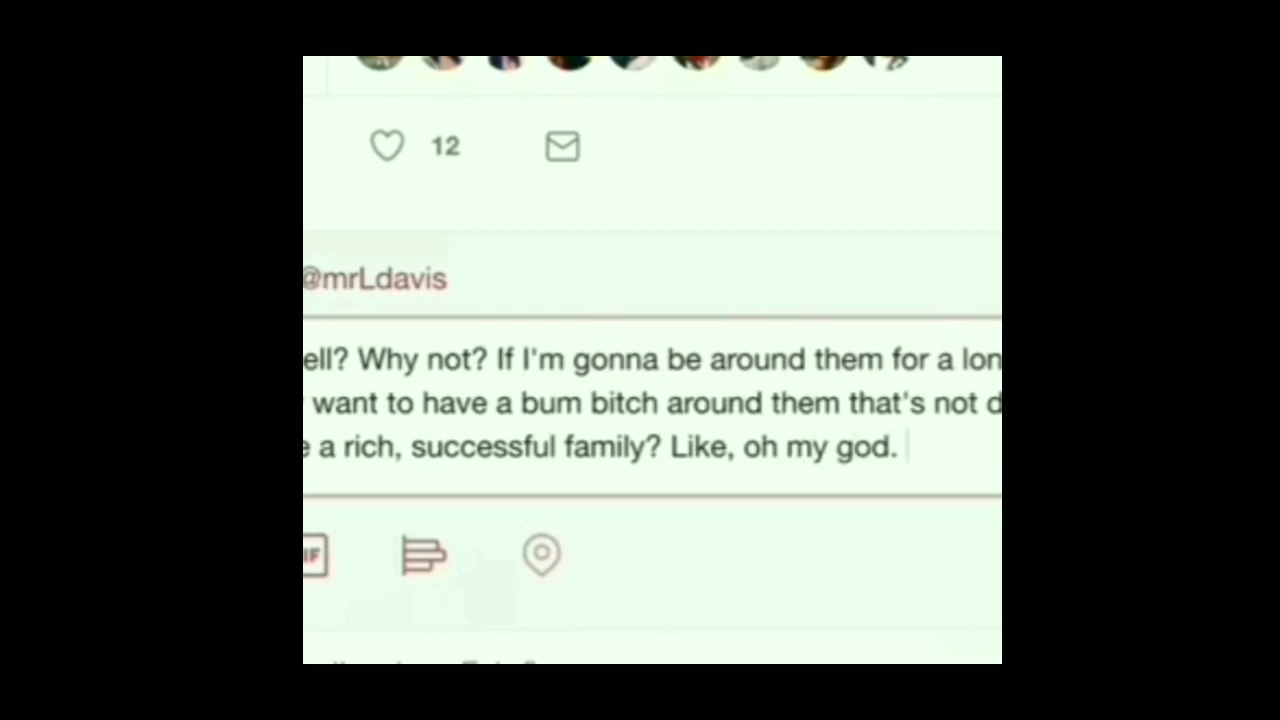 12
@mrLdavis
ell? Why not? If I'm gonna be around them for a lon
want to have a bum bitch around them that's not d
e a rich, successful family? Like, oh my god.
IF